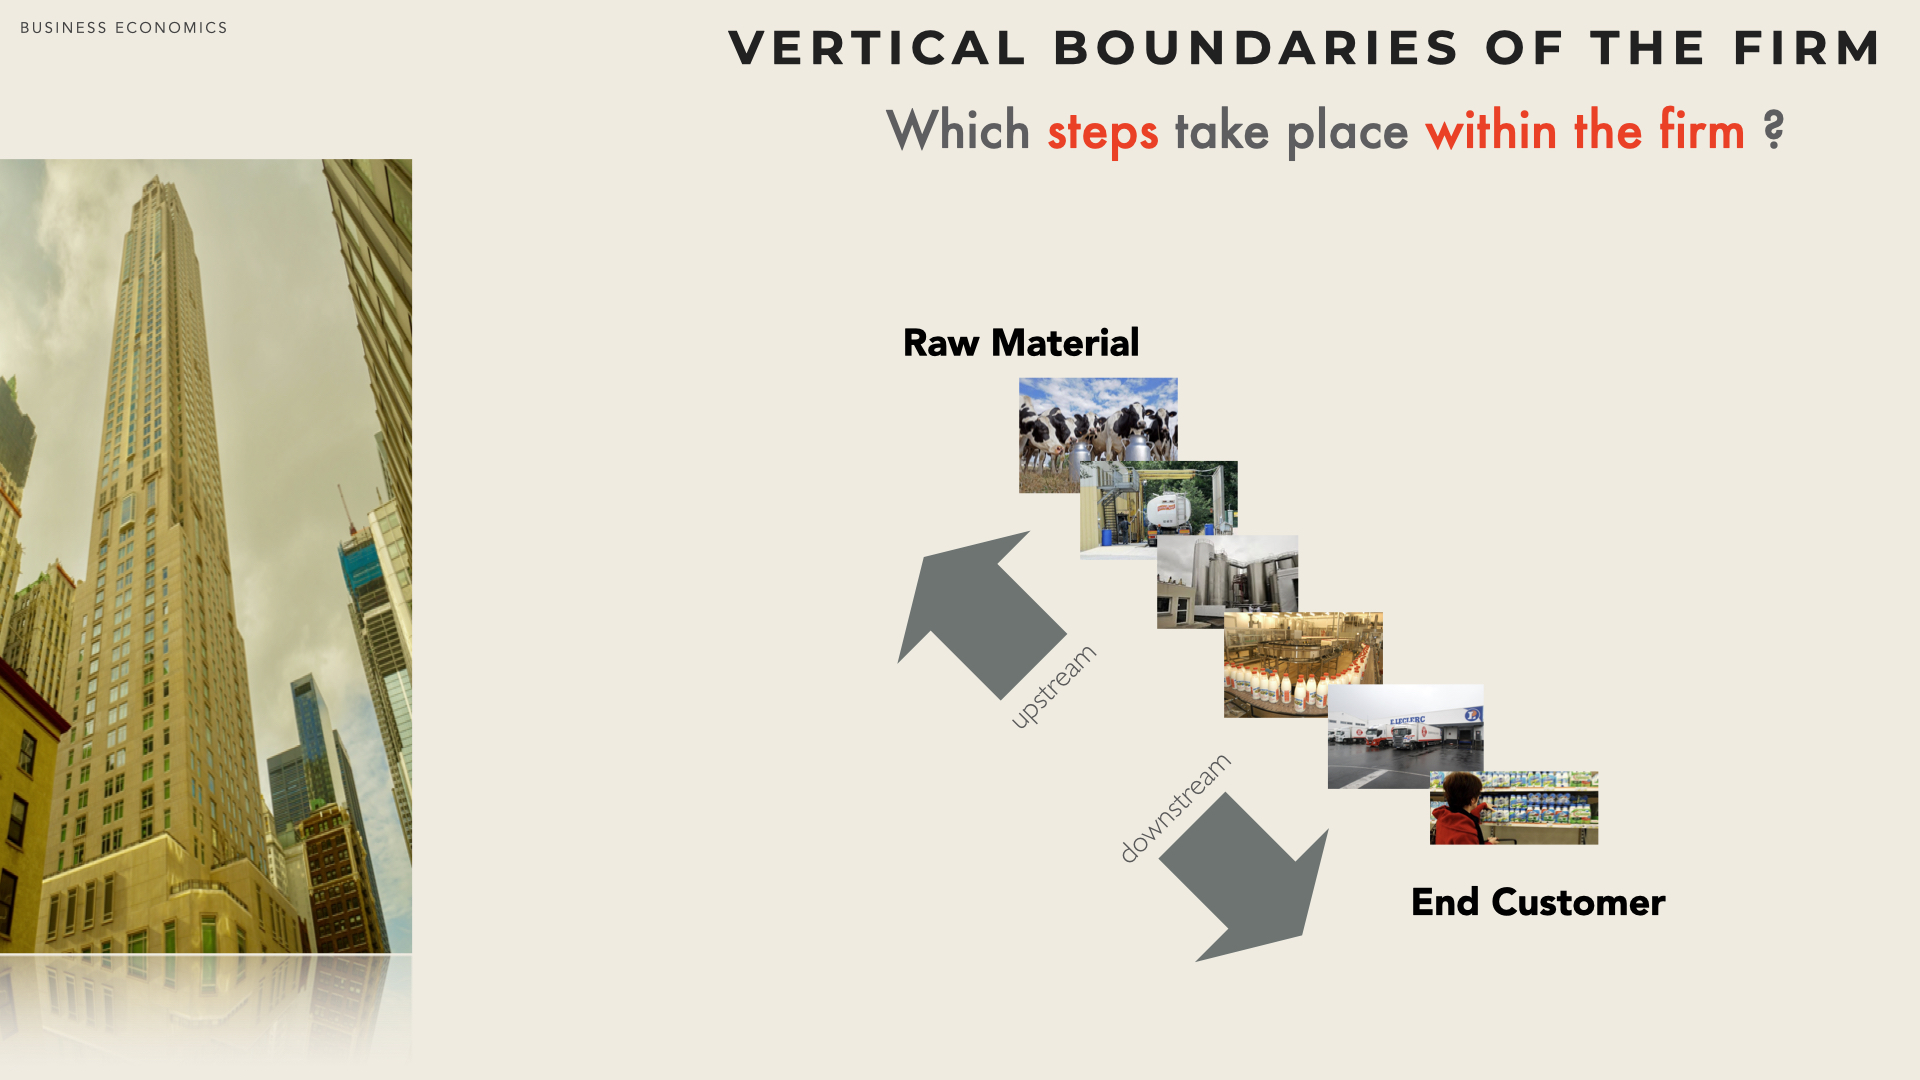 BUSINESS ECONOMICS
VERTICAL BOUNDARIES OF THE FIRM
Which steps take place within the firm ?
Raw Material
upstream
E.LECLERC
downstream
End Customer